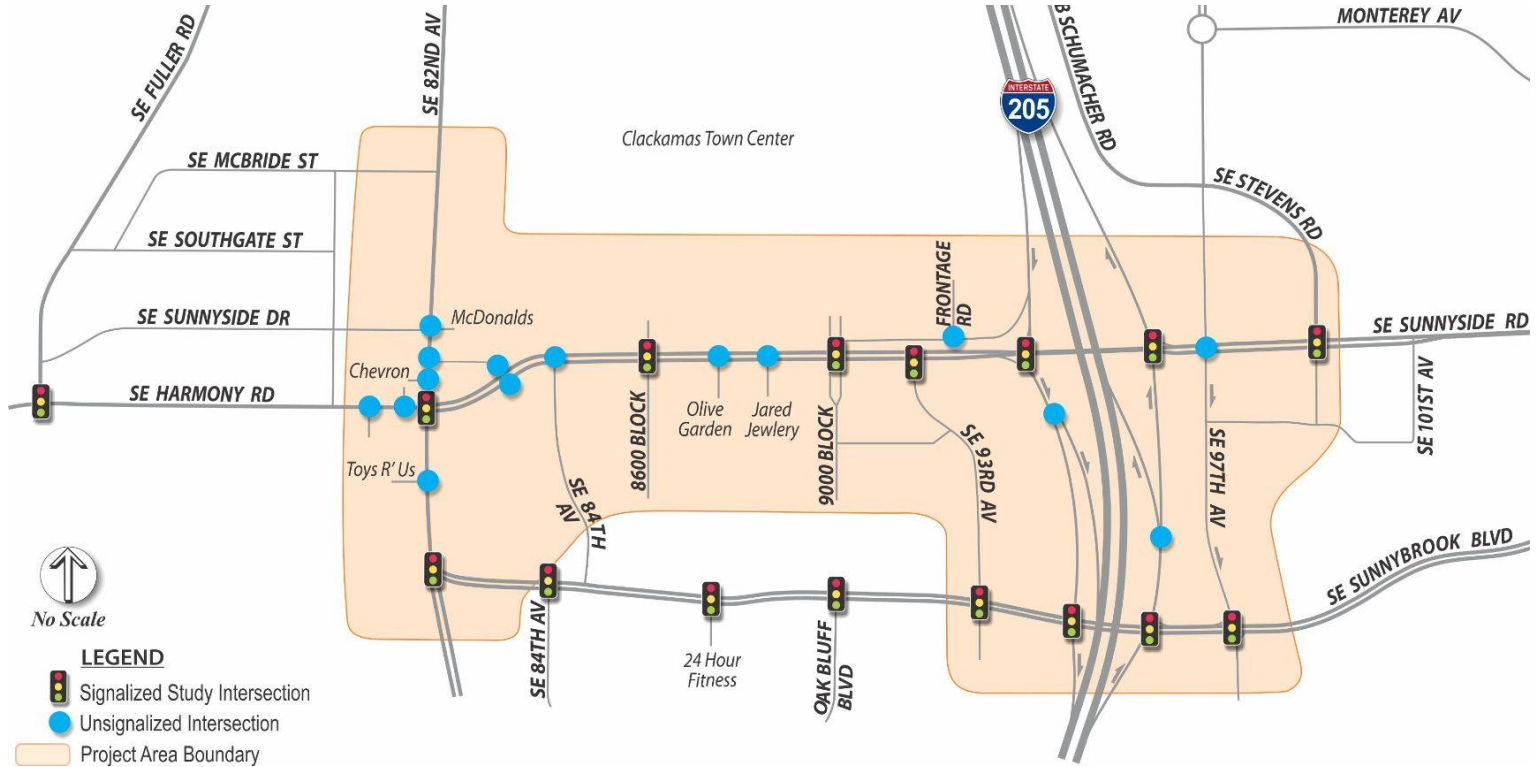 SE FULLER RD
SE 82ND AV
B SCHUMACHER RD
MONTEREY AV
INTERSTATE
205
Clackamas Town Center
SE MCBRIDE ST
SE STEVENS RD
SE SOUTHGATE ST
FRONTAGE
RD
SE SUNNYSIDE DR
McDonalds
SE SUNNYSIDE RD
Chevron
SE HARMONY RD
8600 BLOCK
Olive
Garden
Jared
Jewlery
9000 BLOCK
SE 93RD AV
SE 97TH AV
SE 101ST AV
Toys R' Us
SE 84TH
AV
SE SUNNYBROOK BLVD
No Scale
SE 84TH AV
24 Hour
Fitness
OAK BLUFF
BLVD
LEGEND
Signalized Study Intersection
Unsignalized Intersection
Project Area Boundary